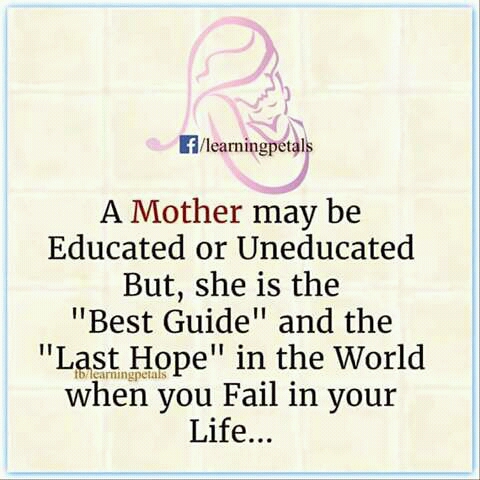 f/learningpetals
A Mother may be
Educated or Uneducated
But, she is the
"Best Guide" and the
"Last Hope" in the World
fb/learningpetals
when you Fail in your
Life...